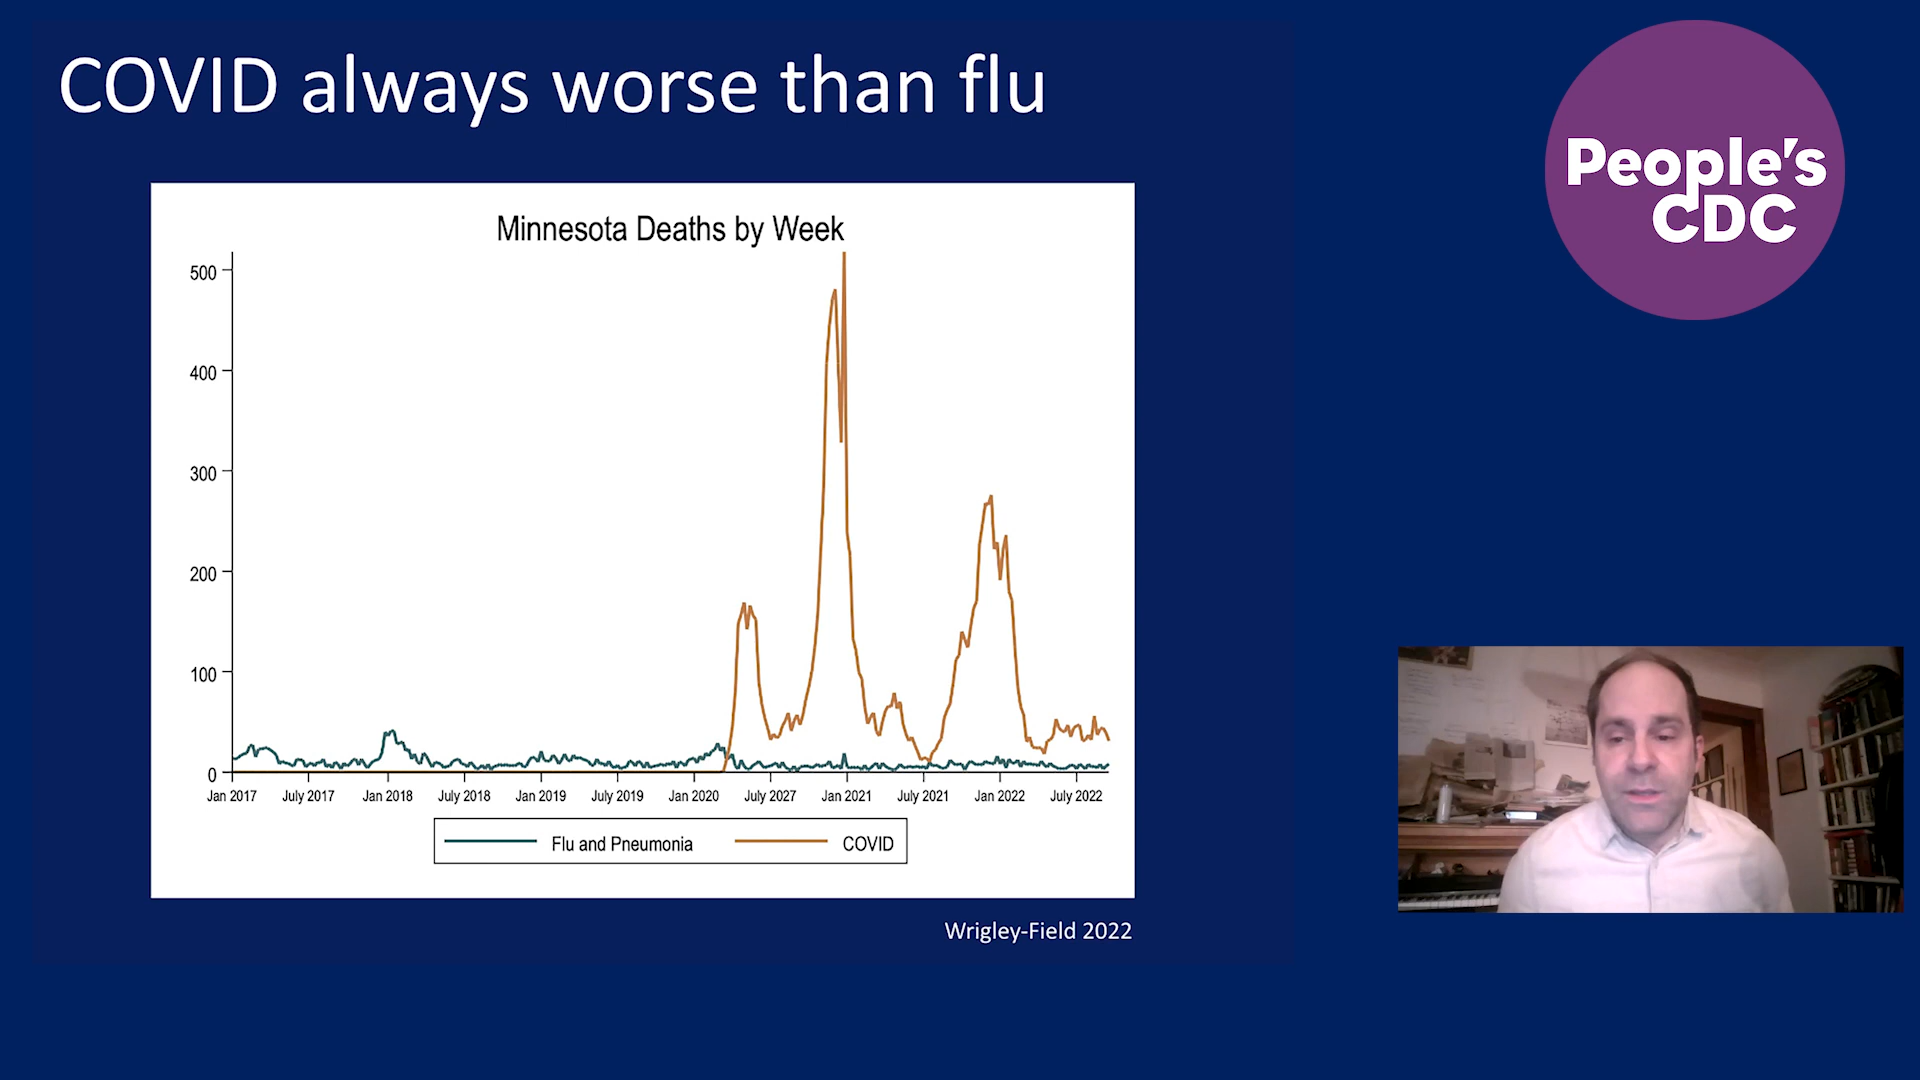 COVID always worse than flu
People's
CDC
Minnesota Deaths by Week
500
400
300
200
100
0
Jan 2017 July 2017 Jan 2018 July 2018 Jan 2019 July 2019 Jan 2020 July 2027 Jan 2021 July 2021 Jan 2022 July 2022
Flu and Pneumonia COVID
Wrigley-Field 2022